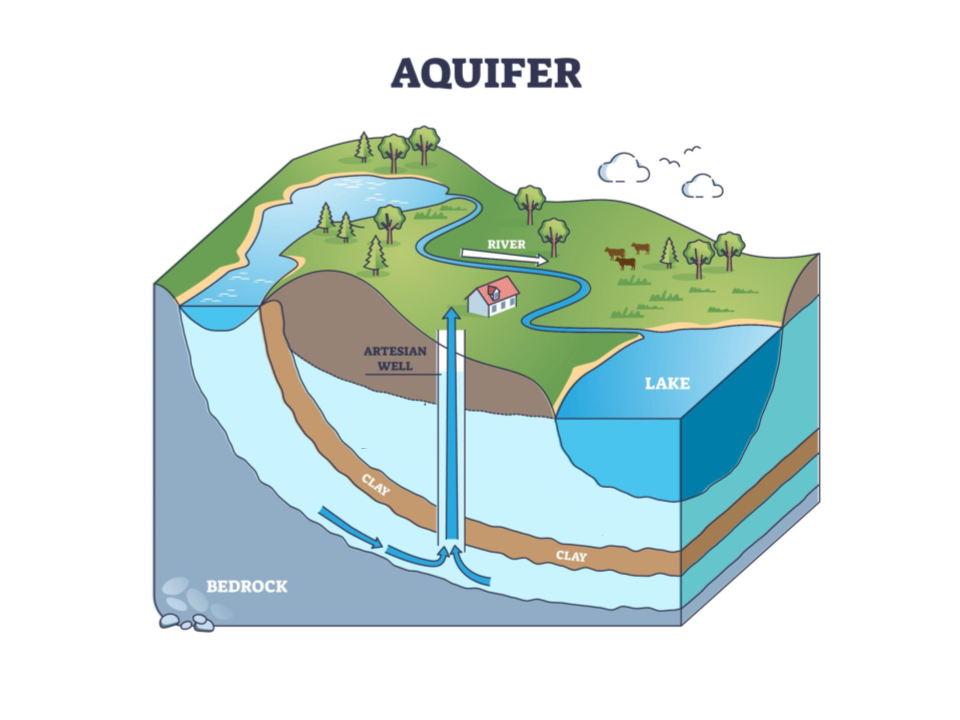 AQUIFER
RIVER
ARTESIAN
WELL
LAKE
CLAY
CLAY
BEDROCK